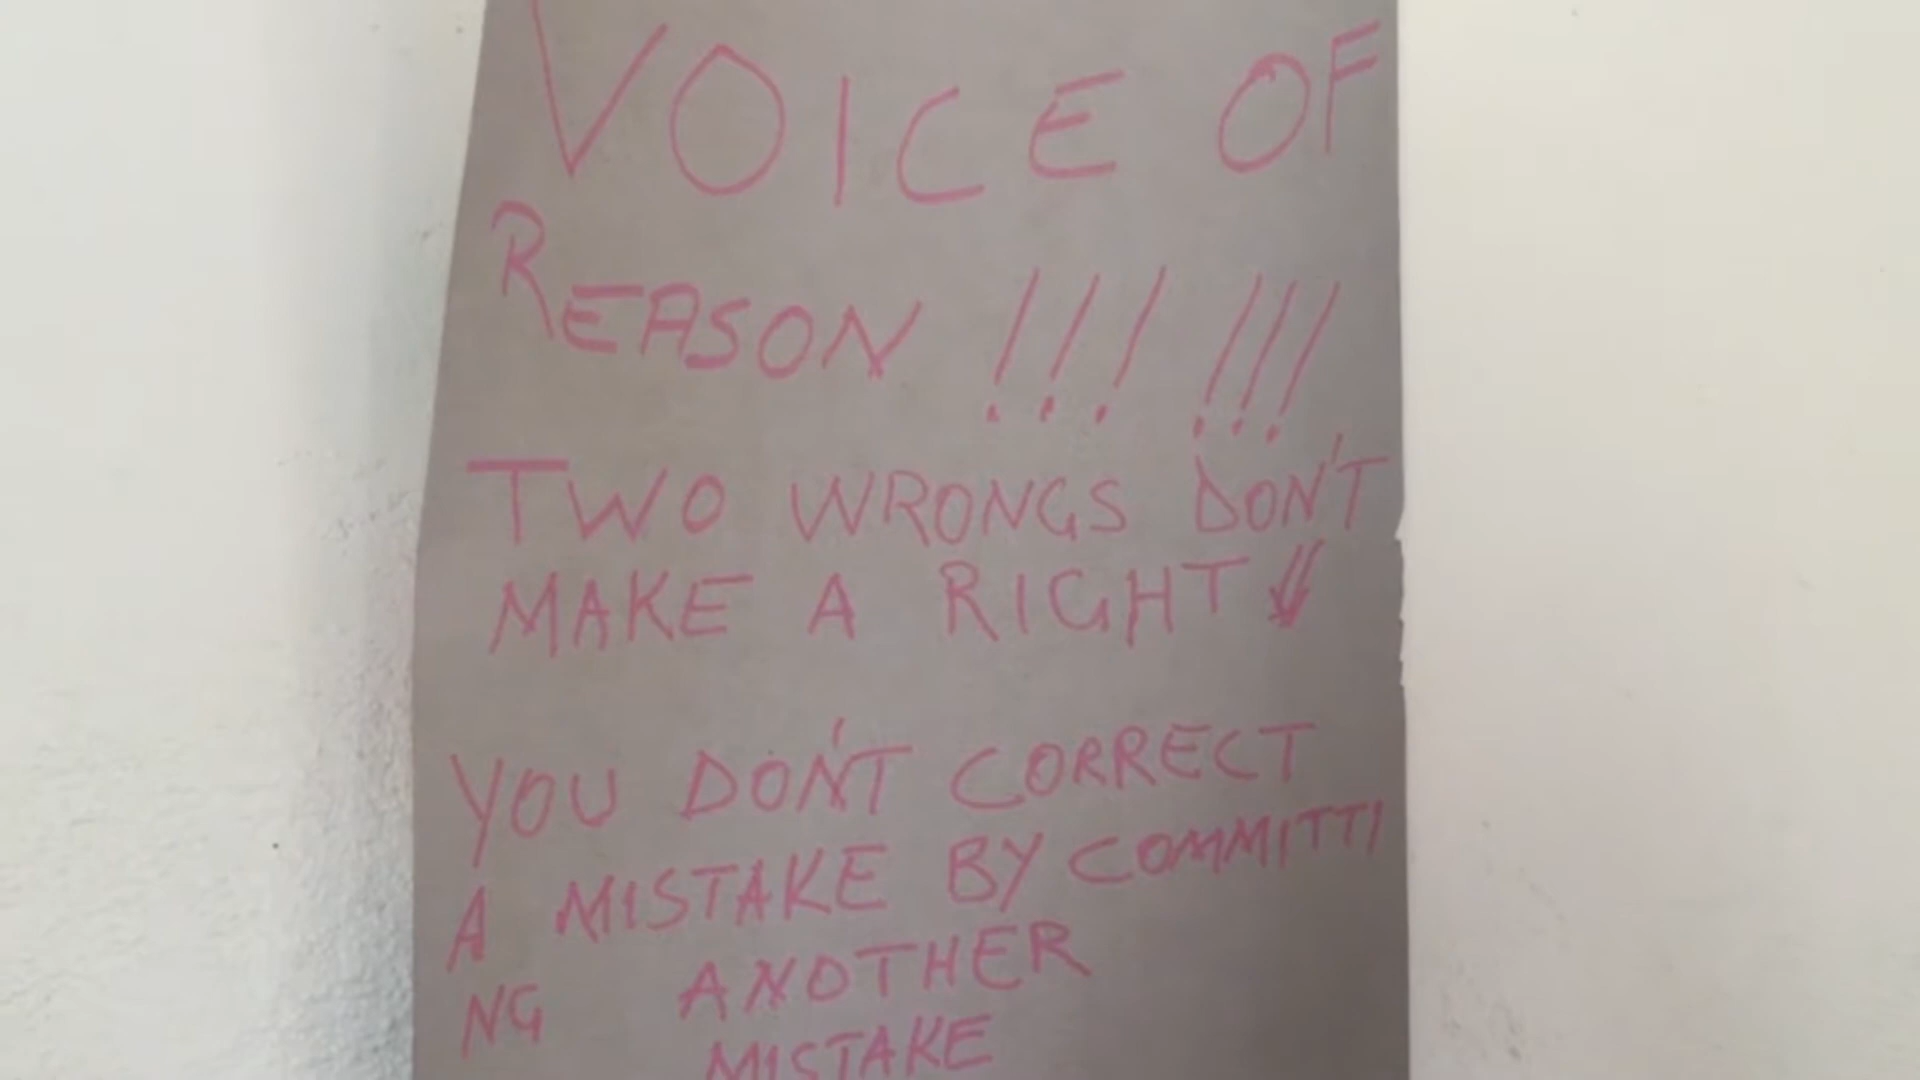 VOICE OF
REASON !!! !!!
TWO WRONGS DON'T
MAKE A RIGHT
YOU DON'T CORRECT
A MISTAKE BY COMMITTI
NG ANOTHER
MISTAKE